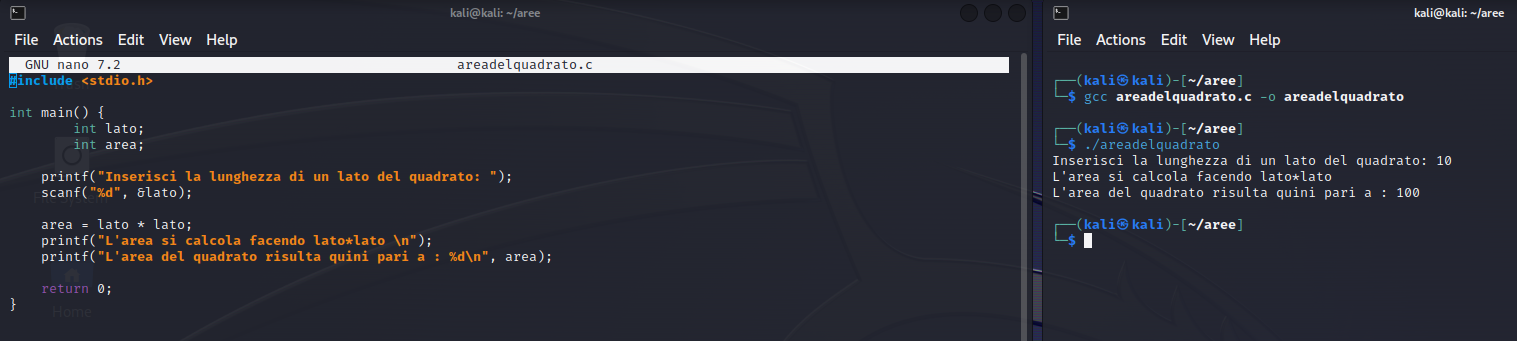 kali@kali: ~/aree
File Actions Edit View Help
GNU nano 7.2 areadelquadrato.c
#include <stdio.h>
int main() {
int lato;
int area;
printf("Inserisci la lunghezza di un lato del quadrato: ");
scanf("%d", &lato);
area = lato * lato;
printf("L'area si calcola facendo lato*lato \n");
printf("L'area del quadrato risulta quini pari a : %d\n", area);
return 0;
}
Home
kali@kali: ~/aree
File Actions Edit View Help
┌──(kali㉿kali)-[~/aree]
└─$ gcc areadelquadrato.c -o areadelquadrato
┌──(kali㉿kali)-[~/aree]
└─$ ./areadelquadrato
Inserisci la lunghezza di un lato del quadrato: 10
L'area si calcola facendo lato*lato
L'area del quadrato risulta quini pari a : 100
┌──(kali㉿kali)-[~/aree]
└─$